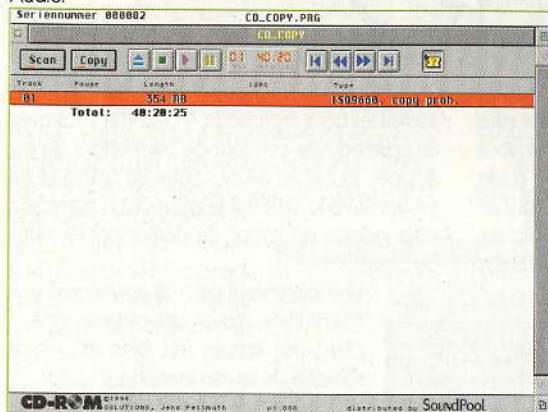 Seriennummer 000082 CD_COPY.PRG
CD_COPY
Scan Copy 01 40:20
Track Pause Length ISRC Type
01 354 MB ISO9660, copy proh.
Total: 40:20:25
CD-ROM SOLUTIONS, Jens Fellmuth distributed by SoundPool